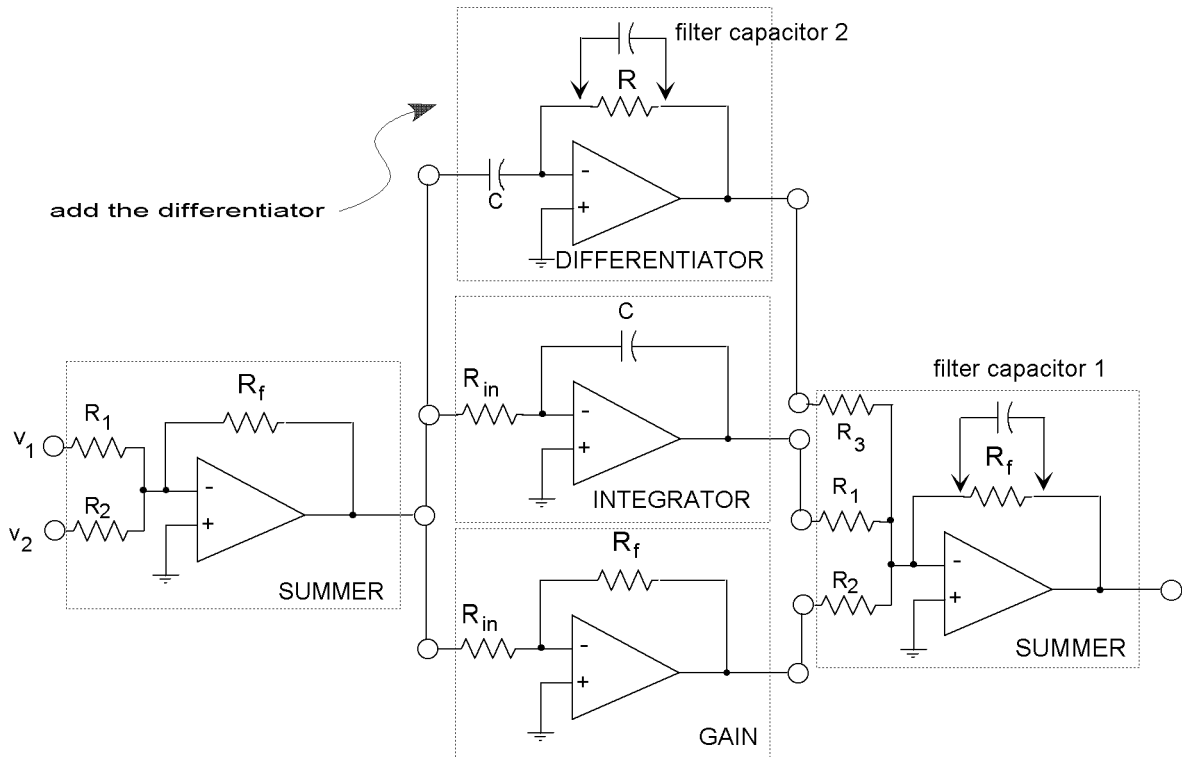 filter capacitor 2
R
-
+
C
add the differentiator
DIFFERENTIATOR
C
R_in
-
+
INTEGRATOR
R_f
R_1
v_1
R_2
v_2
-
+
SUMMER
R_f
R_in
-
+
GAIN
filter capacitor 1
R_3
R_f
R_1
R_2
-
+
SUMMER